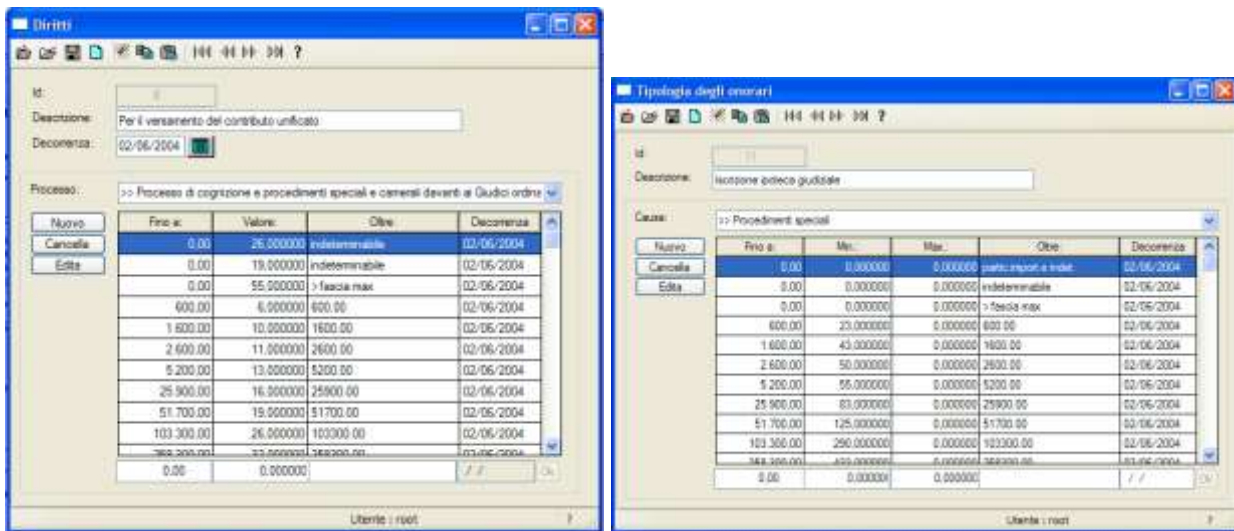 Diritti
?
Id:
Descrizione: Per il versamento del contributo unificato
Decorrenza: 02/06/2004
Processo: >> Processo di cognizione e procedimenti speciali e camerali davanti ai Giudici ordina
Nuovo
Cancella
Edita
Fino a: Valore: Oltre Decorrenza
0,00 26,000000 indeterminabile 02/06/2004
0,00 19,000000 indeterminabile 02/06/2004
0,00 55,500000 > fascia max 02/06/2004
600,00 6,500000 600.00 02/06/2004
1.600,00 10,000000 1600.00 02/06/2004
2.600,00 11,000000 2600.00 02/06/2004
5.200,00 13,000000 5200.00 02/06/2004
25.900,00 16,000000 25900.00 02/06/2004
51.700,00 19,000000 51700.00 02/06/2004
103.300,00 26,000000 103300.00 02/06/2004
0,00 0,000000 / / Ok
Utente : root ?
Tipologia degli onorari
?
Id:
Descrizione: Iscrizione ipoteca giudiziale
Cause: >> Procedimenti speciali
Nuovo
Cancella
Edita
Fino a: Min.: Max.: Oltre Decorrenza
0,00 0,000000 0,000000 partic.import.e indet. 02/06/2004
0,00 0,000000 0,000000 indeterminabile 02/06/2004
0,00 0,000000 0,000000 > fascia max 02/06/2004
600,00 23,000000 0,000000 600.00 02/06/2004
1.600,00 43,000000 0,000000 1600.00 02/06/2004
2.600,00 50,000000 0,000000 2600.00 02/06/2004
5.200,00 55,000000 0,000000 5200.00 02/06/2004
25.900,00 83,000000 0,000000 25900.00 02/06/2004
51.700,00 125,000000 0,000000 51700.00 02/06/2004
103.300,00 290,000000 0,000000 103300.00 02/06/2004
0,00 0,000000 0,000000 / / Ok
Utente : root ?